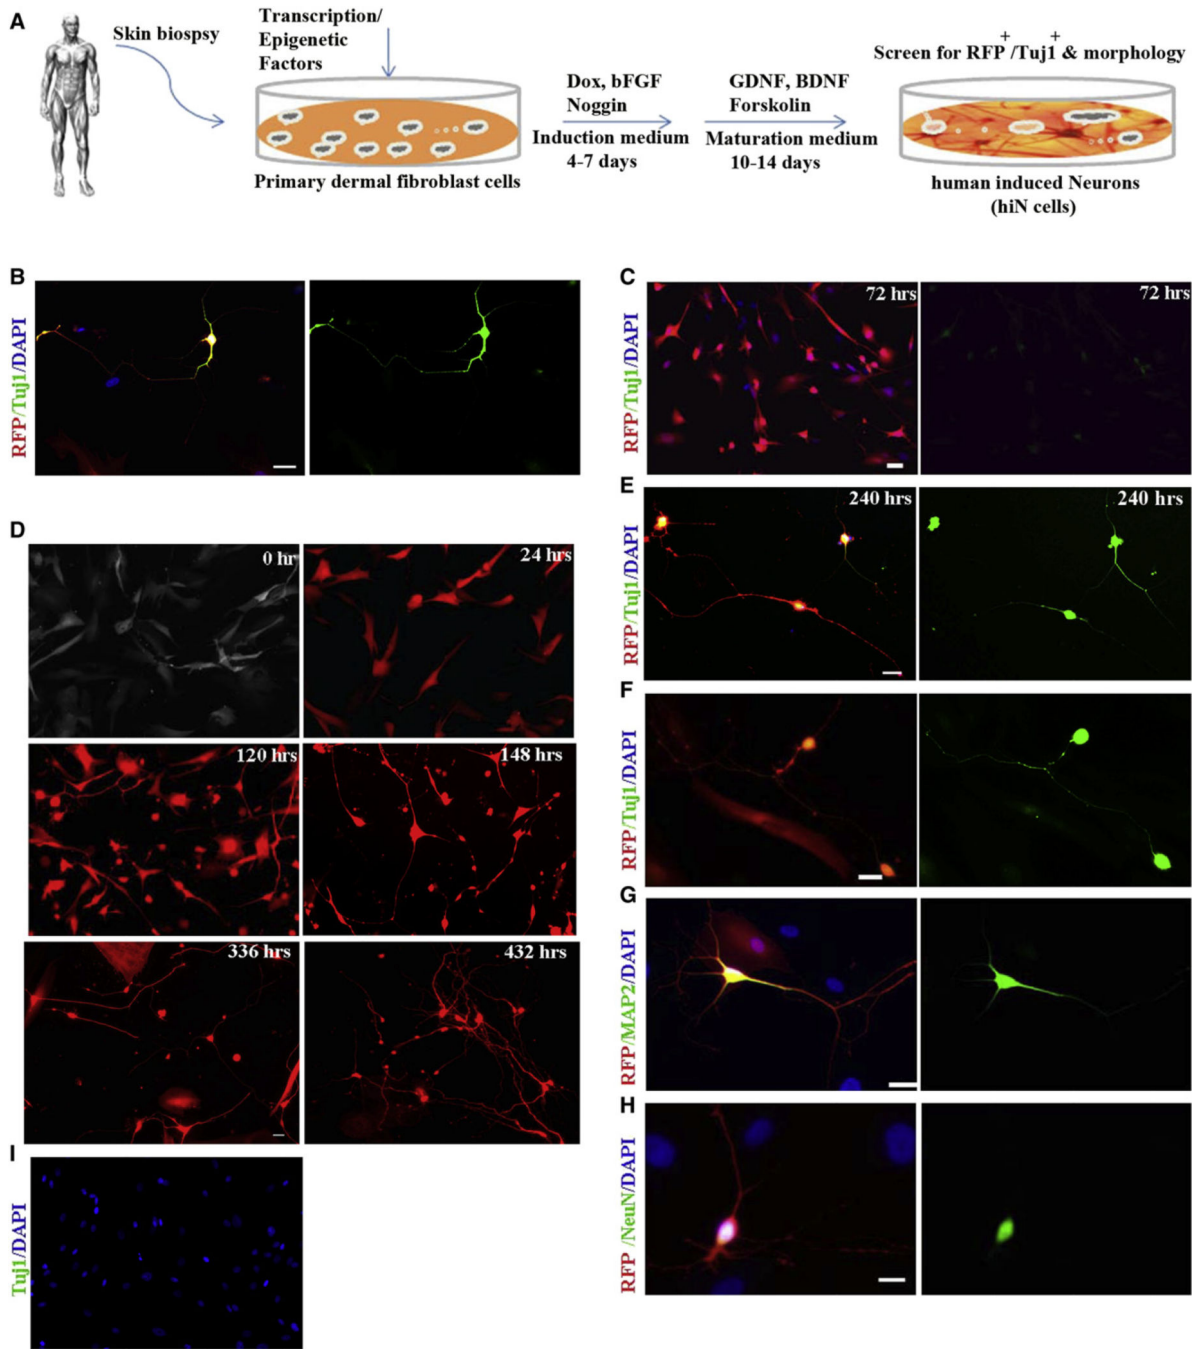 A
Skin biospsy
Transcription/
Epigenetic
Factors
Primary dermal fibroblast cells
Dox, bFGF
Noggin
Induction medium
4-7 days
GDNF, BDNF
Forskolin
Maturation medium
10-14 days
Screen for RFP+/Tuj1+ & morphology
human induced Neurons
(hiN cells)
B
RFP/Tuj1/DAPI
C
RFP/Tuj1/DAPI
72 hrs
72 hrs
D
0 hr
24 hrs
120 hrs
148 hrs
336 hrs
432 hrs
E
RFP/Tuj1/DAPI
240 hrs
240 hrs
F
RFP/Tuj1/DAPI
G
RFP/MAP2/DAPI
H
RFP /NeuN/DAPI
I
Tuj1/DAPI